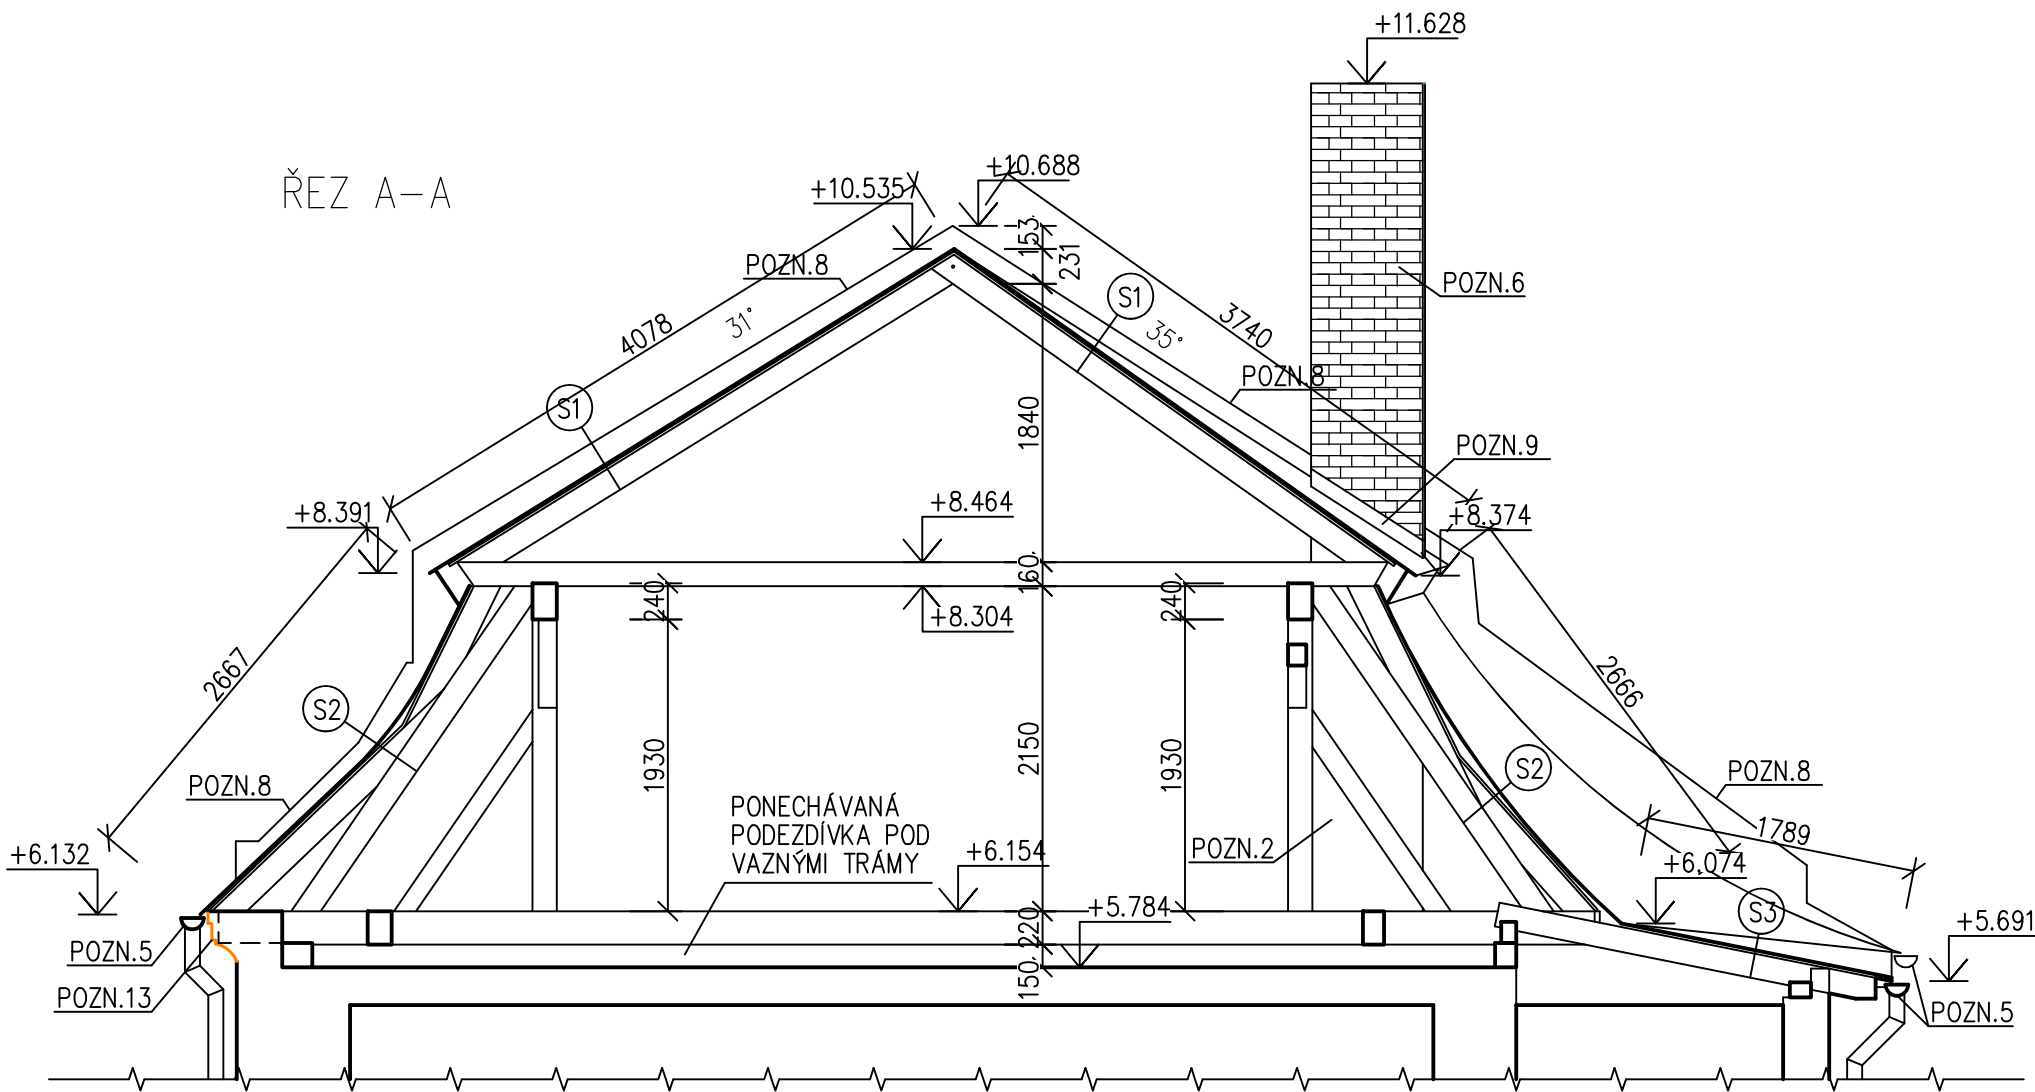 +11.628
ŘEZ A-A
+10.688
+10.535
153
231
POZN.8
POZN.6
S1
4078
31°
35°
3740
POZN.8
S1
1840
POZN.9
+8.391
+8.464
+8.374
160
240
240
+8.304
2667
2666
S2
1930
2150
1930
S2
POZN.8
POZN.8
PONECHÁVANÁ
PODEZDÍVKA POD
VAZNÝMI TRÁMY
1789
POZN.2
+6.132
+6.154
+6.074
+5.784
S3
220
+5.691
POZN.5
150
POZN.13
POZN.5